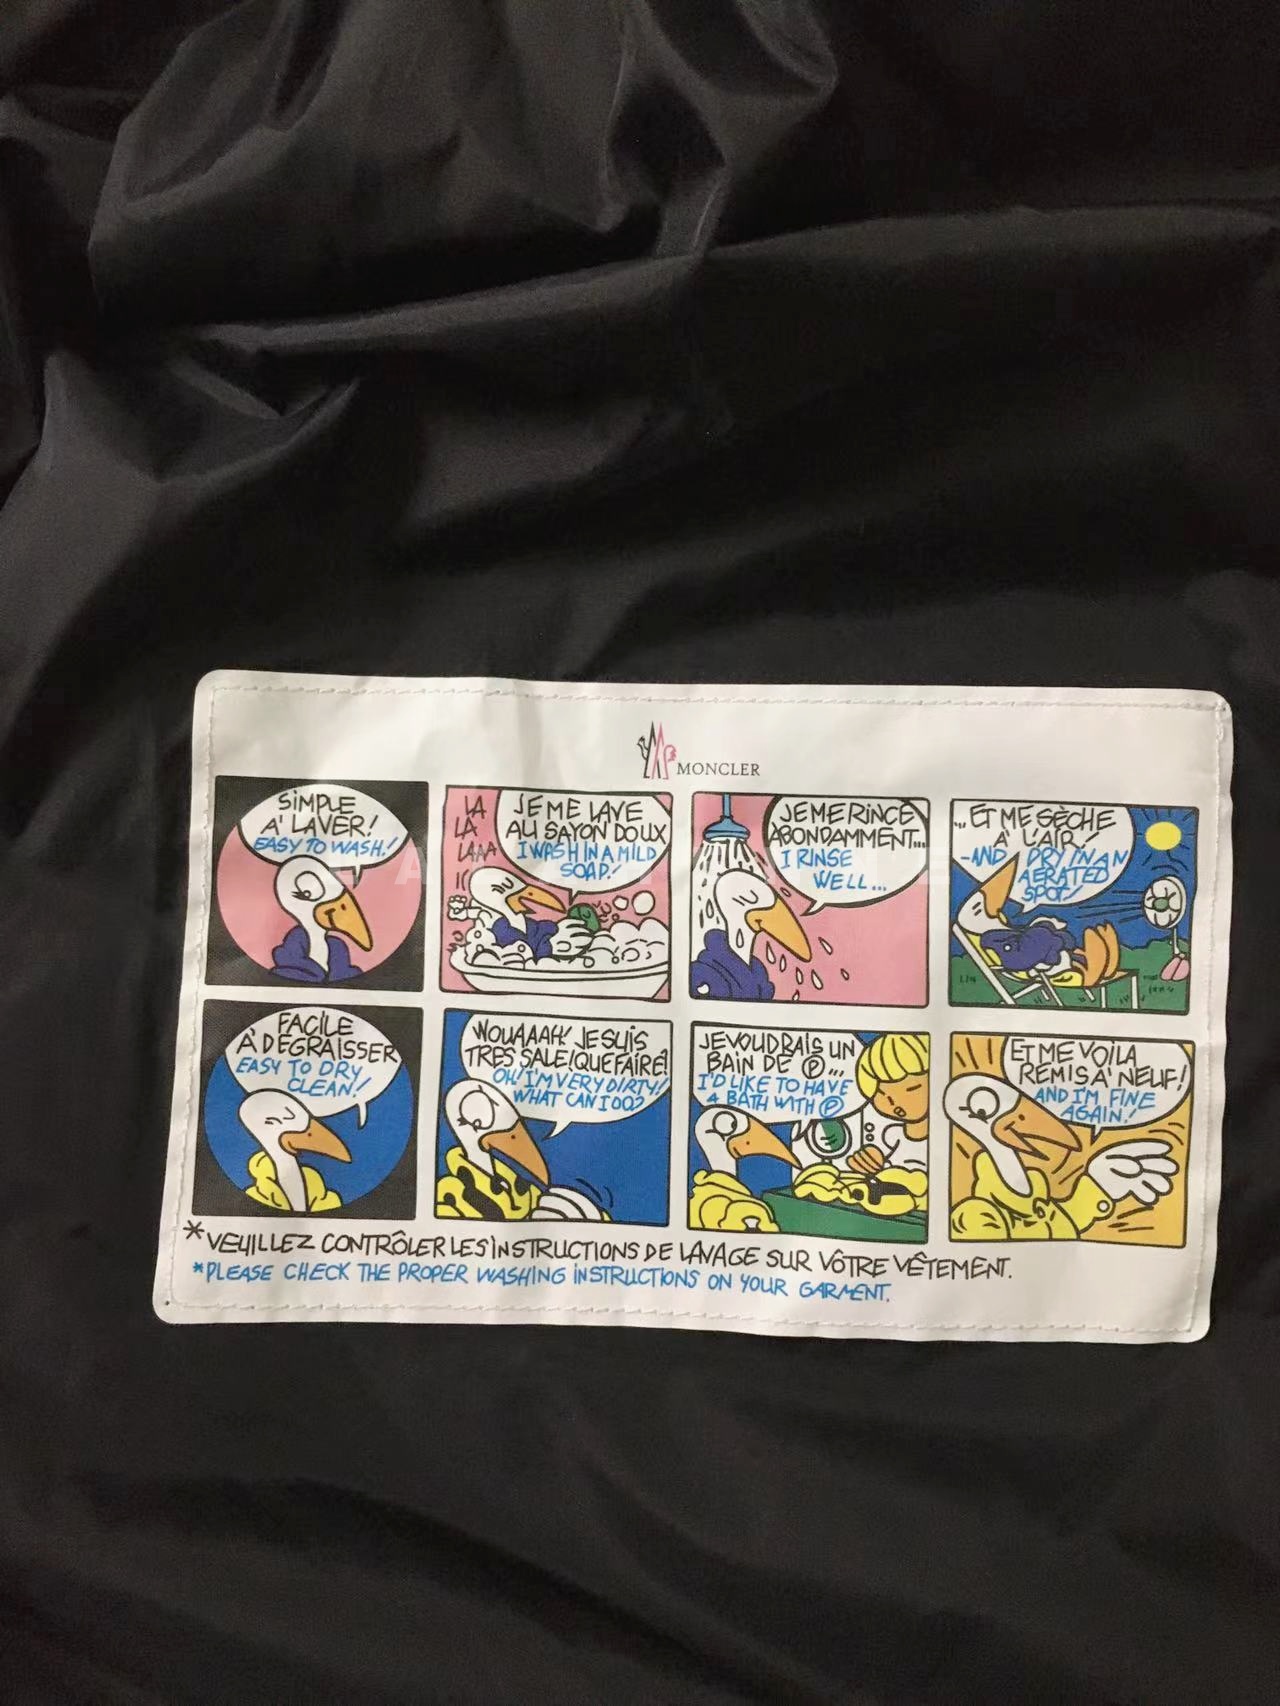 MONCLER
SIMPLE
A' LAVER!
EASY TO WASH!
LA
LA
LAAA
JE ME LAVE
AU SAYON DOUX
I WASH IN A MILD
SOAP!
JE ME RINCE
ABONDAMMENT...
I RINSE
WELL...
...ET ME SÈCHE
A' L'AIR!
-AND DRY IN AN
AERATED
SPOT!
FACILE
À DÉGRAISSER
EASY TO DRY
CLEAN!
WOUAAAH! JE SUIS
TRES SALE! QUE FAIRE?
OH! I'M VERY DIRTY!
WHAT CAN I DO?
JE VOUDRAIS UN
BAIN DE Ⓟ...
I'D LIKE TO HAVE
A BATH WITH Ⓟ
ET ME VOILA
REMIS A' NEUF!
AND I'M FINE
AGAIN!
*VEUILLEZ CONTRÔLER LES INSTRUCTIONS DE LAVAGE SUR VÔTRE VÊTEMENT.
*PLEASE CHECK THE PROPER WASHING INSTRUCTIONS ON YOUR GARMENT.